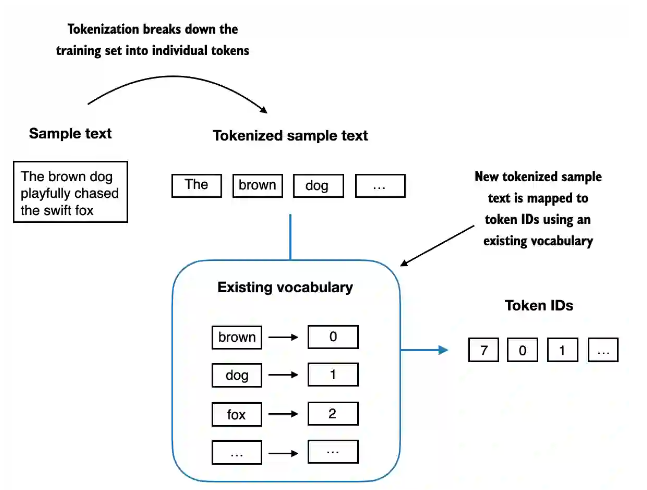 Tokenization breaks down the
training set into individual tokens
Sample text
The brown dog
playfully chased
the swift fox
Tokenized sample text
The brown dog ...
New tokenized sample
text is mapped to
token IDs using an
existing vocabulary
Existing vocabulary
brown 0
dog 1
fox 2
... ...
Token IDs
7 0 1 ...